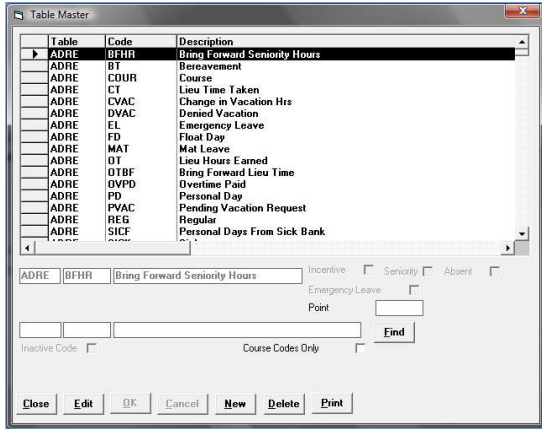 Table Master
Table Code Description
ADRE BFHR Bring Forward Seniority Hours
ADRE BT Bereavement
ADRE COUR Course
ADRE CT Lieu Time Taken
ADRE CVAC Change in Vacation Hrs
ADRE DVAC Denied Vacation
ADRE EL Emergency Leave
ADRE FD Float Day
ADRE MAT Mat Leave
ADRE OT Lieu Hours Earned
ADRE OTBF Bring Forward Lieu Time
ADRE OVPD Overtime Paid
ADRE PD Personal Day
ADRE PVAC Pending Vacation Request
ADRE REG Regular
ADRE SICF Personal Days From Sick Bank
ADRE BFHR Bring Forward Seniority Hours Incentive Seniority Absent
Emergency Leave
Point
Find
Inactive Code Course Codes Only
Close Edit OK Cancel New Delete Print